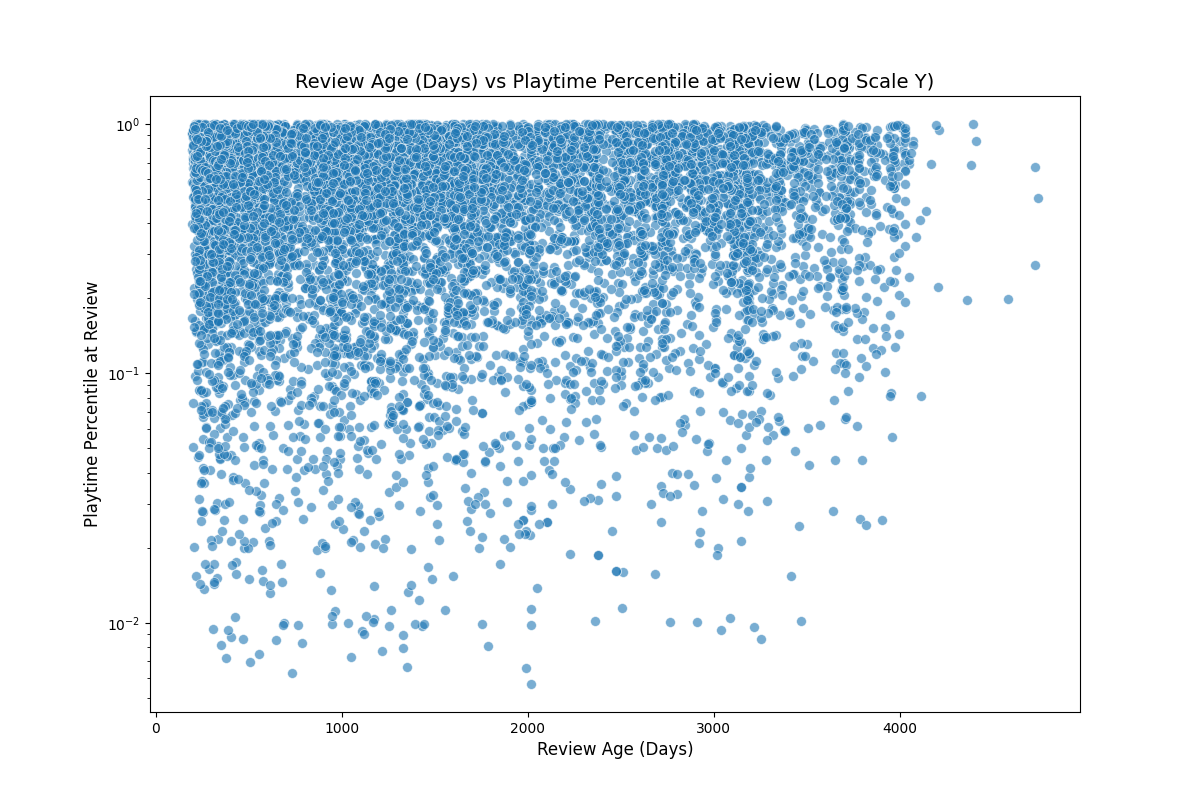 Review Age (Days) vs Playtime Percentile at Review (Log Scale Y)
10⁰
10⁻¹
10⁻²
Playtime Percentile at Review
0 1000 2000 3000 4000
Review Age (Days)